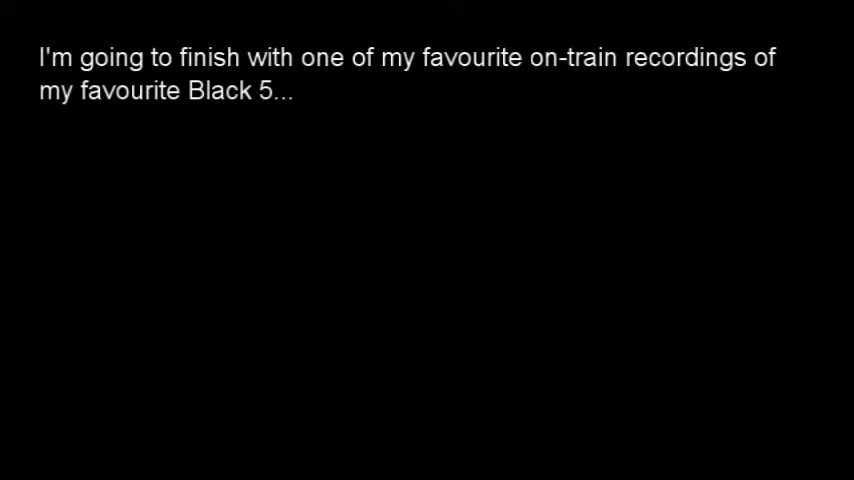 I'm going to finish with one of my favourite on-train recordings of
my favourite Black 5...